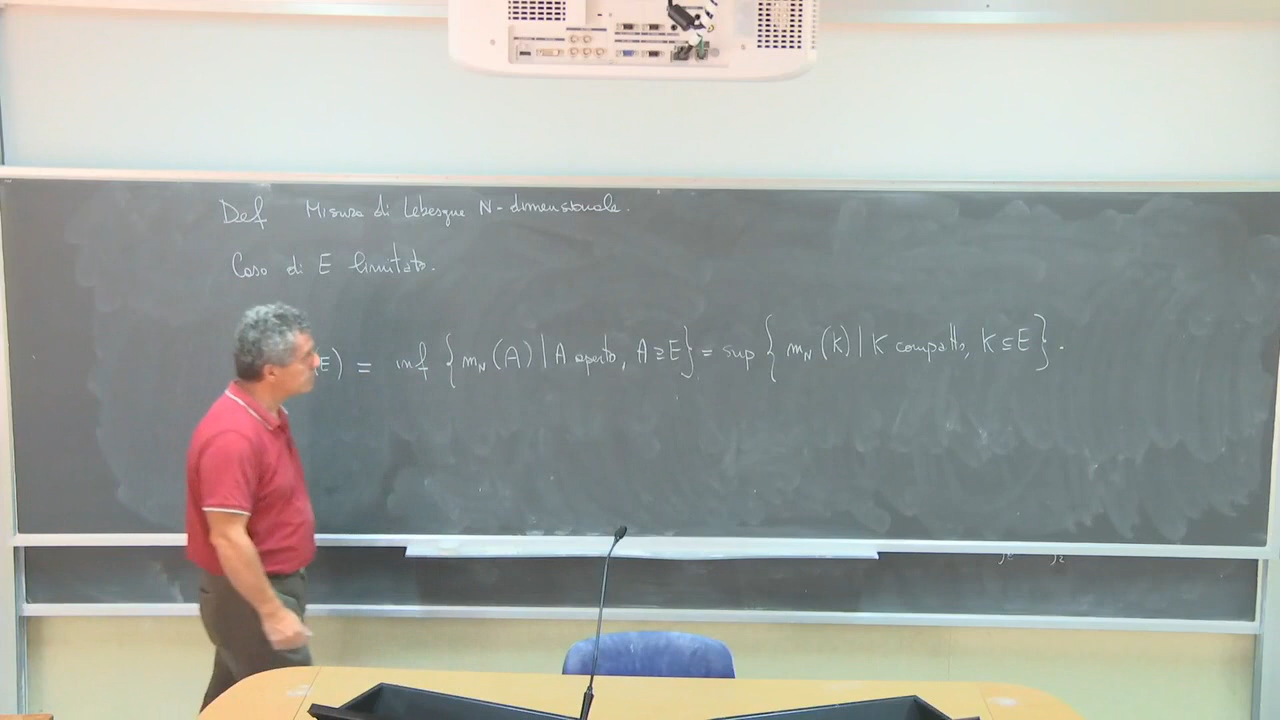 Def Misura di Lebesgue N-dimensionale.
Caso di E limitato.
E) = inf { m_N (A) | A aperto, A ⊇ E } = sup { m_N (K) | K compatto, K ⊆ E } .